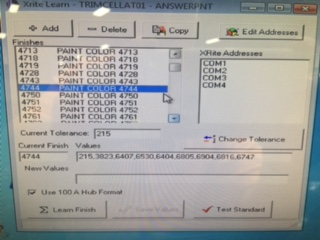 Xrite Learn - TRIMCELLAT01 - ANSWERPNT
Add Delete Copy Edit Addresses
Finishes
XRite Addresses
4713 PAINT COLOR 4713
4718 PAINT COLOR 4718
4719 PAINT COLOR 4719
4728 PAINT COLOR 4728
4743 PAINT COLOR 4743
4744 PAINT COLOR 4744
4750 PAINT COLOR 4750
4751 PAINT COLOR 4751
4752 PAINT COLOR 4752
4761 PAINT COLOR 4761
COM1
COM2
COM3
COM4
Current Tolerance: 215
Change Tolerance
Current Finish Values
4744 215,3823,6407,6530,6404,6805,6904,6816,6747
New Values
Use 100 A Hub Format
Learn Finish Save Values Test Standard